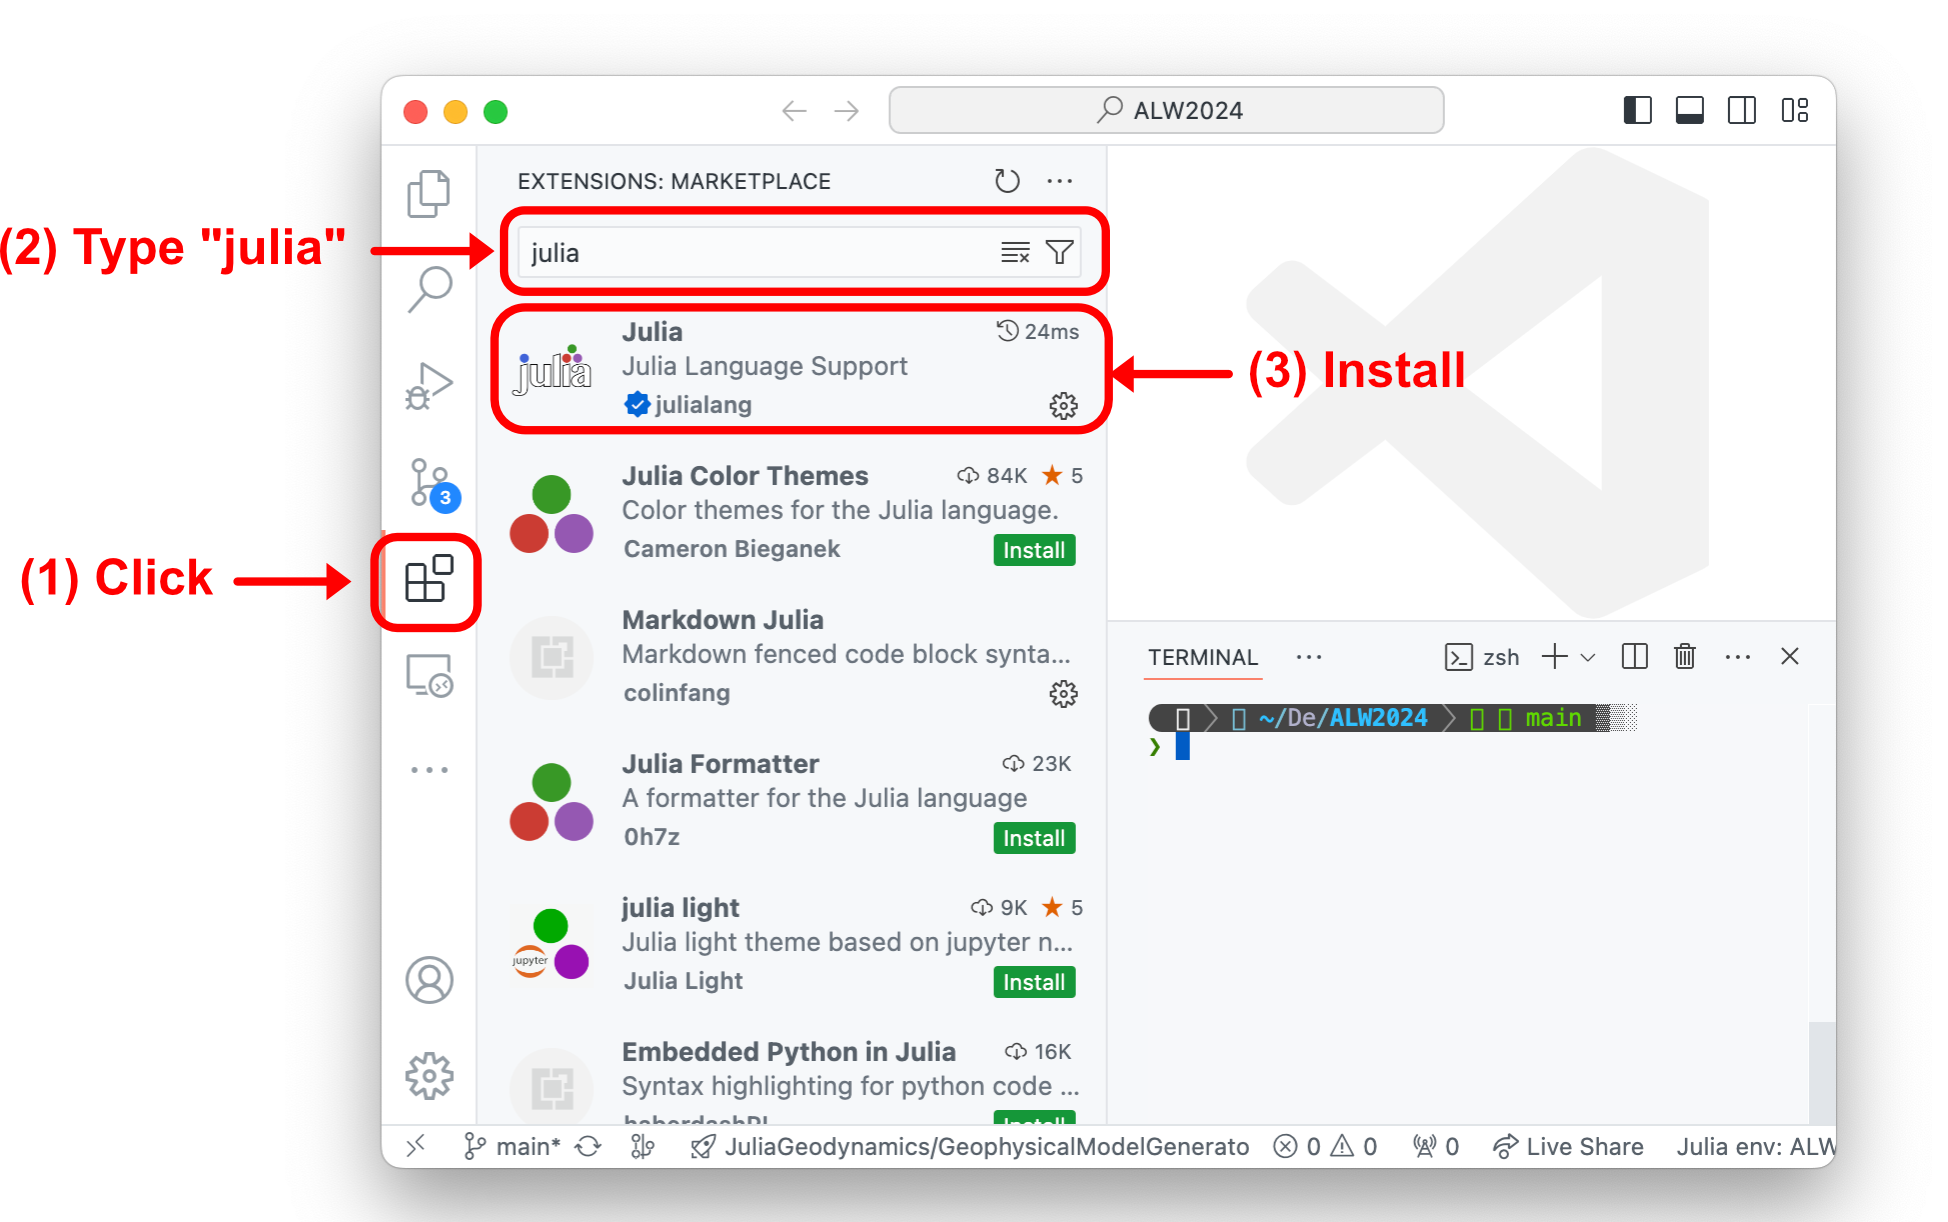 ALW2024
EXTENSIONS: MARKETPLACE
(2) Type "julia"
julia
Julia
24ms
julia
Julia Language Support
julialang
(3) Install
Julia Color Themes
84K ★ 5
Color themes for the Julia language.
Cameron Bieganek
Install
3
(1) Click
Markdown Julia
Markdown fenced code block synta...
colinfang
Julia Formatter
23K
A formatter for the Julia language
0h7z
Install
julia light
9K ★ 5
jupyter
Julia light theme based on jupyter n...
Julia Light
Install
Embedded Python in Julia
16K
Syntax highlighting for python code ...
haberdashPI
Install
TERMINAL
zsh
~/De/ALW2024
main
❯
main*
JuliaGeodynamics/GeophysicalModelGenerato
0
0
0
Live Share
Julia env: ALW